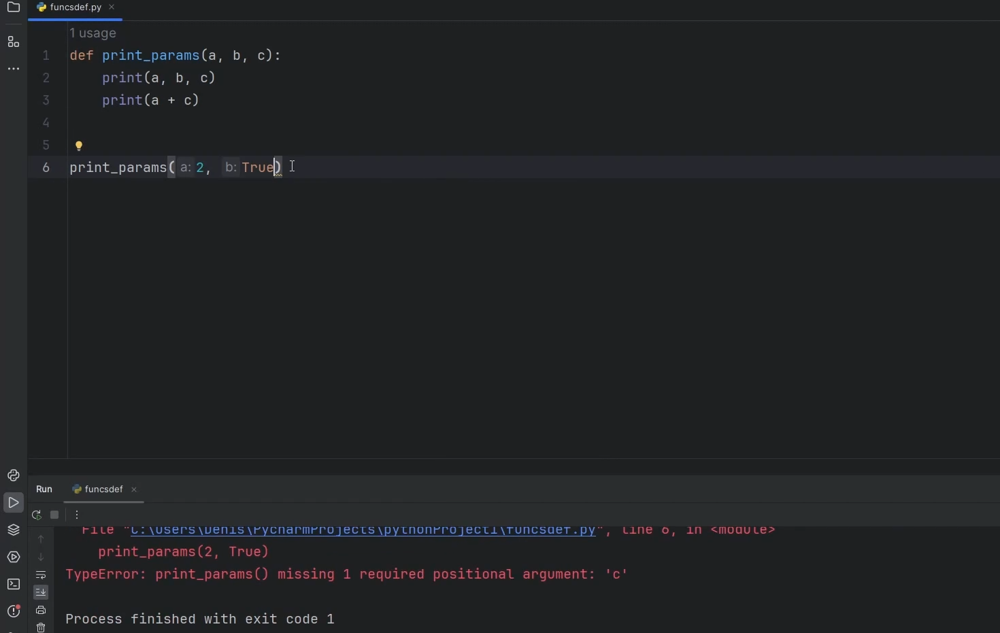 funcsdef.py
1 usage
1 def print_params(a, b, c):
2 print(a, b, c)
3 print(a + c)
4
5
6 print_params( a: 2, b: True)
Run funcsdef
File "C:\Users\Denis\PycharmProjects\pythonProject1\funcsdef.py", line 6, in <module>
print_params(2, True)
TypeError: print_params() missing 1 required positional argument: 'c'
Process finished with exit code 1